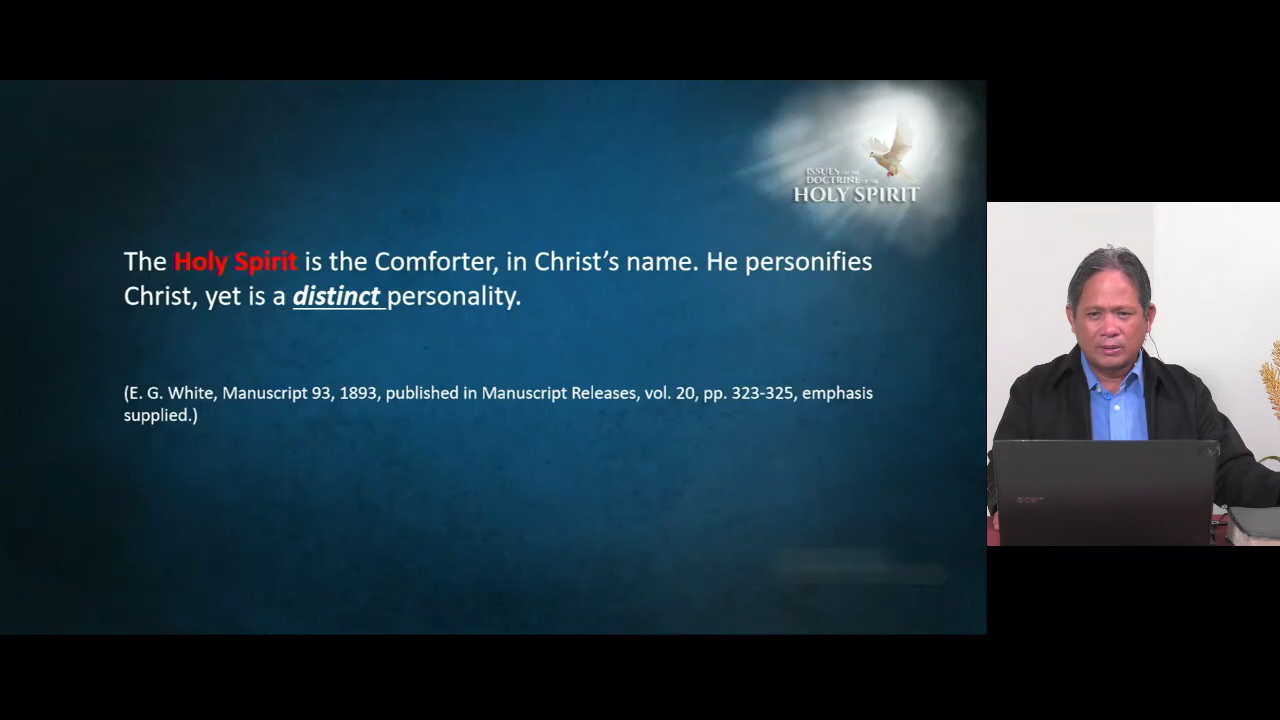 ISSUES ON THE
DOCTRINE OF THE
HOLY SPIRIT
The Holy Spirit is the Comforter, in Christ’s name. He personifies
Christ, yet is a distinct personality.
(E. G. White, Manuscript 93, 1893, published in Manuscript Releases, vol. 20, pp. 323-325, emphasis
supplied.)
acer